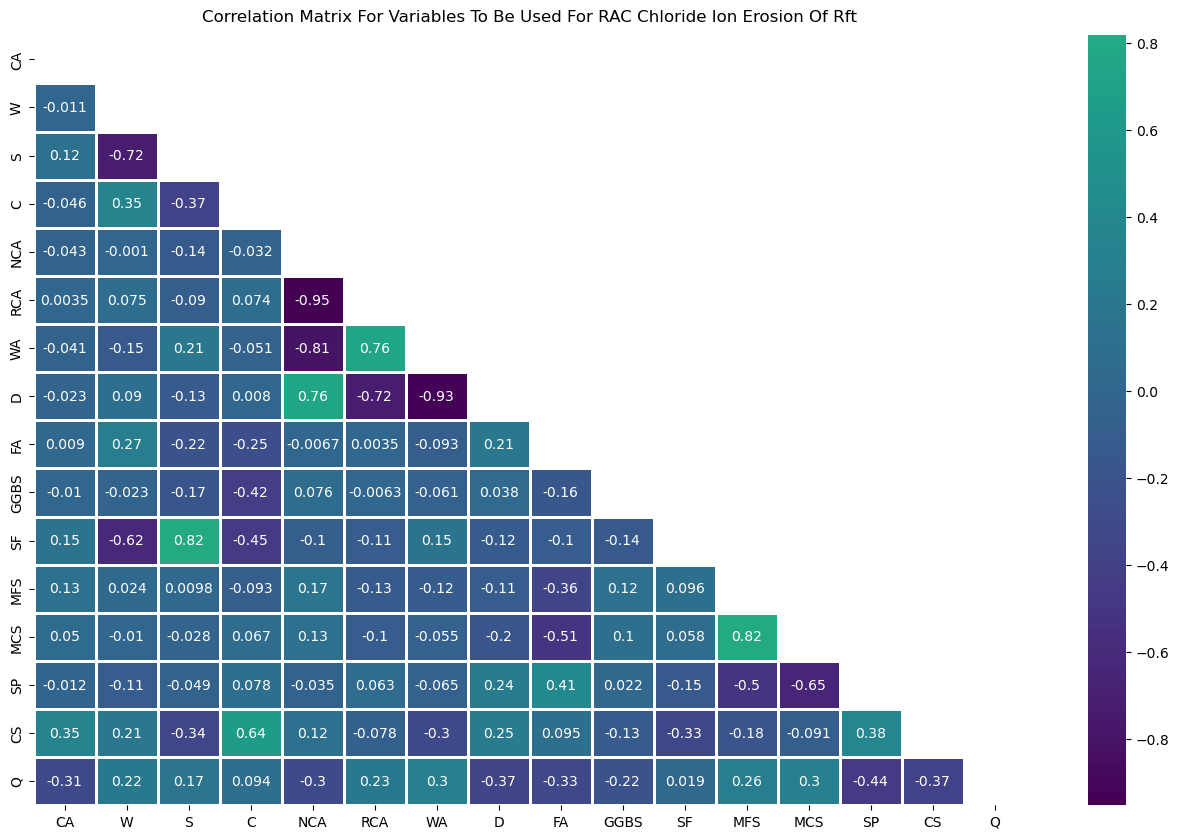 Correlation Matrix For Variables To Be Used For RAC Chloride Ion Erosion Of Rft
CA
W -0.011
S 0.12 -0.72
C -0.046 0.35 -0.37
NCA -0.043 -0.001 -0.14 -0.032
RCA 0.0035 0.075 -0.09 0.074 -0.95
WA -0.041 -0.15 0.21 -0.051 -0.81 0.76
D -0.023 0.09 -0.13 0.008 0.76 -0.72 -0.93
FA 0.009 0.27 -0.22 -0.25 -0.0067 0.0035 -0.093 0.21
GGBS -0.01 -0.023 -0.17 -0.42 0.076 -0.0063 -0.061 0.038 -0.16
SF 0.15 -0.62 0.82 -0.45 -0.1 -0.11 0.15 -0.12 -0.1 -0.14
MFS 0.13 0.024 0.0098 -0.093 0.17 -0.13 -0.12 -0.11 -0.36 0.12 0.096
MCS 0.05 -0.01 -0.028 0.067 0.13 -0.1 -0.055 -0.2 -0.51 0.1 0.058 0.82
SP -0.012 -0.11 -0.049 0.078 -0.035 0.063 -0.065 0.24 0.41 0.022 -0.15 -0.5 -0.65
CS 0.35 0.21 -0.34 0.64 0.12 -0.078 -0.3 0.25 0.095 -0.13 -0.33 -0.18 -0.091 0.38
Q -0.31 0.22 0.17 0.094 -0.3 0.23 0.3 -0.37 -0.33 -0.22 0.019 0.26 0.3 -0.44 -0.37
CA W S C NCA RCA WA D FA GGBS SF MFS MCS SP CS Q
0.8
0.6
0.4
0.2
0.0
−0.2
−0.4
−0.6
−0.8